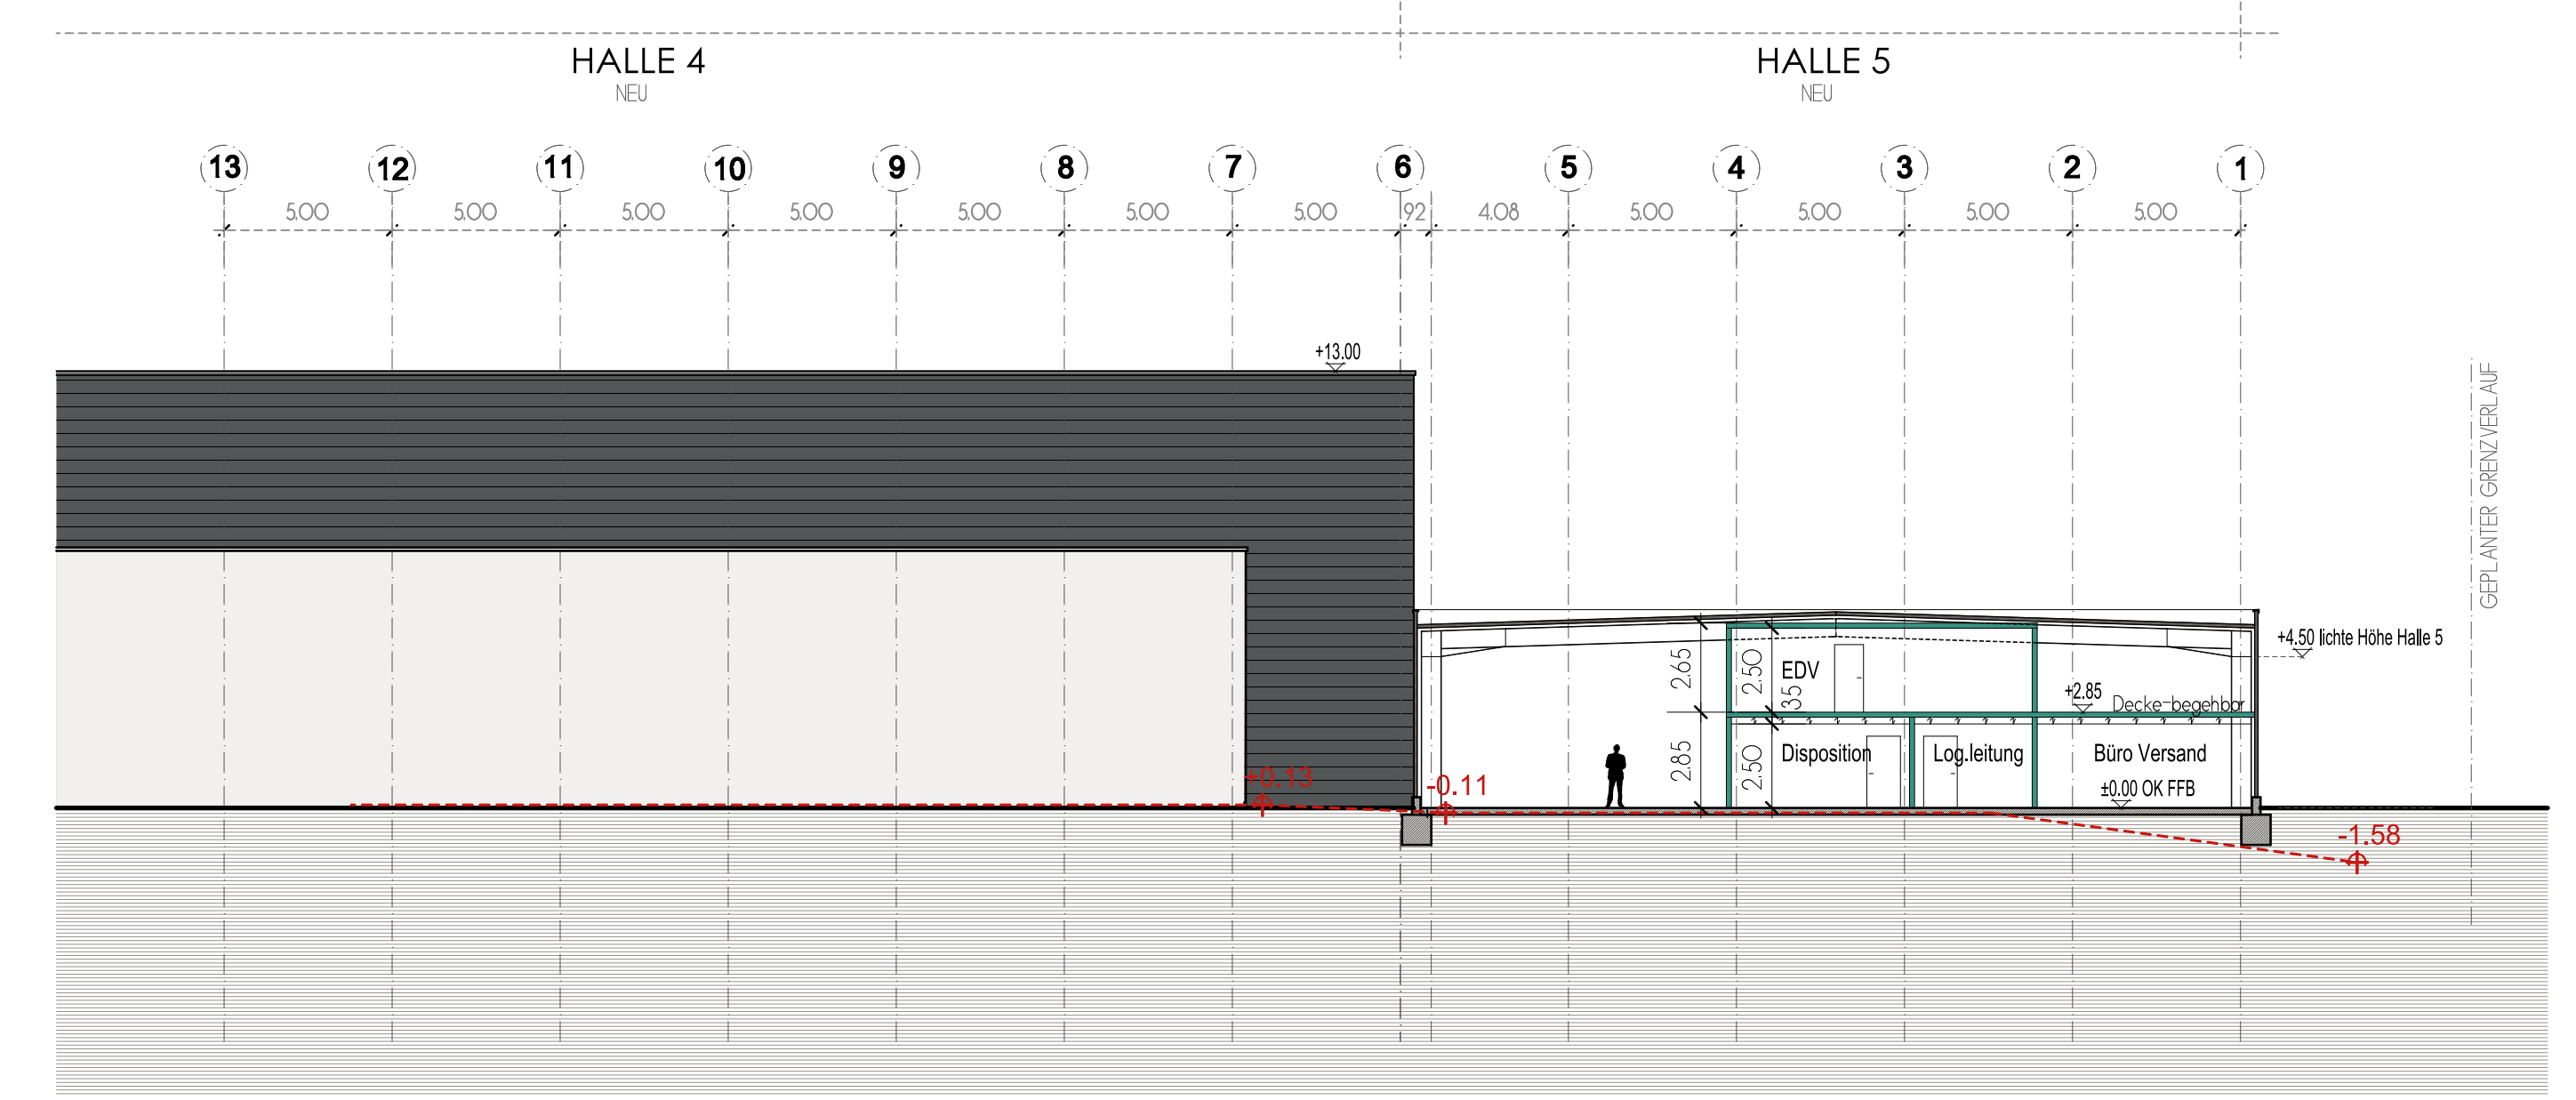 HALLE 4
NEU
HALLE 5
NEU
13 12 11 10 9 8 7 6 5 4 3 2 1
5.00 5.00 5.00 5.00 5.00 5.00 5.00 92 4.08 5.00 5.00 5.00 5.00
+13.00
GEPLANTER GRENZVERLAUF
+4.50 lichte Höhe Halle 5
2.65
2.50
EDV
35
+2.85
Decke-begehbar
2.85
2.50
Disposition
Log.leitung
Büro Versand
±0.00 OK FFB
+0.13
-0.11
-1.58